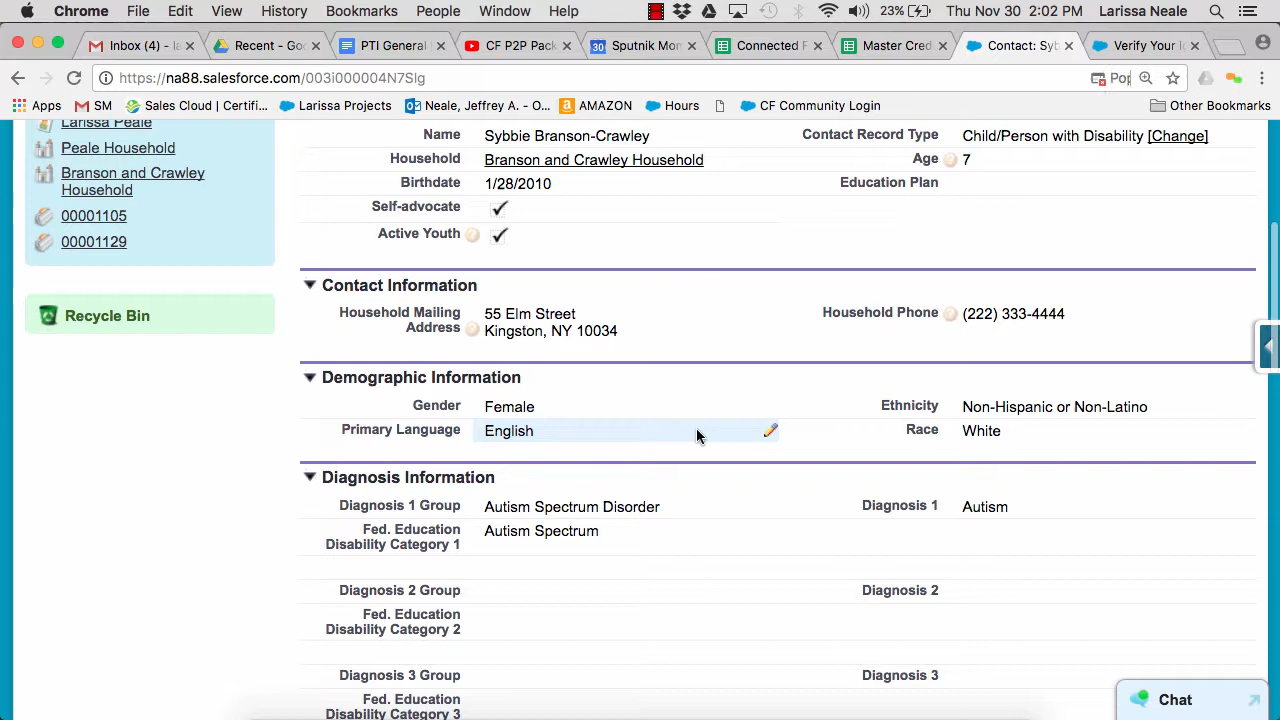 Chrome File Edit View History Bookmarks People Window Help 23% Thu Nov 30 2:02 PM Larissa Neale
Inbox (4) - la Recent - Goo PTI General CF P2P Pack Sputnik Mo Connected F Master Cale Contact: Syb Verify Your I
https://na88.salesforce.com/003i000004N7SIg Pop
Apps SM Sales Cloud | Certifi... Larissa Projects Neale, Jeffrey A. - O... AMAZON Hours CF Community Login Other Bookmarks
Larissa Peale
Peale Household
Branson and Crawley
Household
00001105
00001129
Recycle Bin
Name Sybbie Branson-Crawley Contact Record Type Child/Person with Disability [Change]
Household Branson and Crawley Household Age 7
Birthdate 1/28/2010 Education Plan
Self-advocate
Active Youth
Contact Information
Household Mailing
Address
55 Elm Street
Kingston, NY 10034
Household Phone (222) 333-4444
Demographic Information
Gender Female Ethnicity Non-Hispanic or Non-Latino
Primary Language English Race White
Diagnosis Information
Diagnosis 1 Group Autism Spectrum Disorder Diagnosis 1 Autism
Fed. Education
Disability Category 1
Autism Spectrum
Diagnosis 2 Group Diagnosis 2
Fed. Education
Disability Category 2
Diagnosis 3 Group Diagnosis 3
Fed. Education
Disability Category 3
Chat